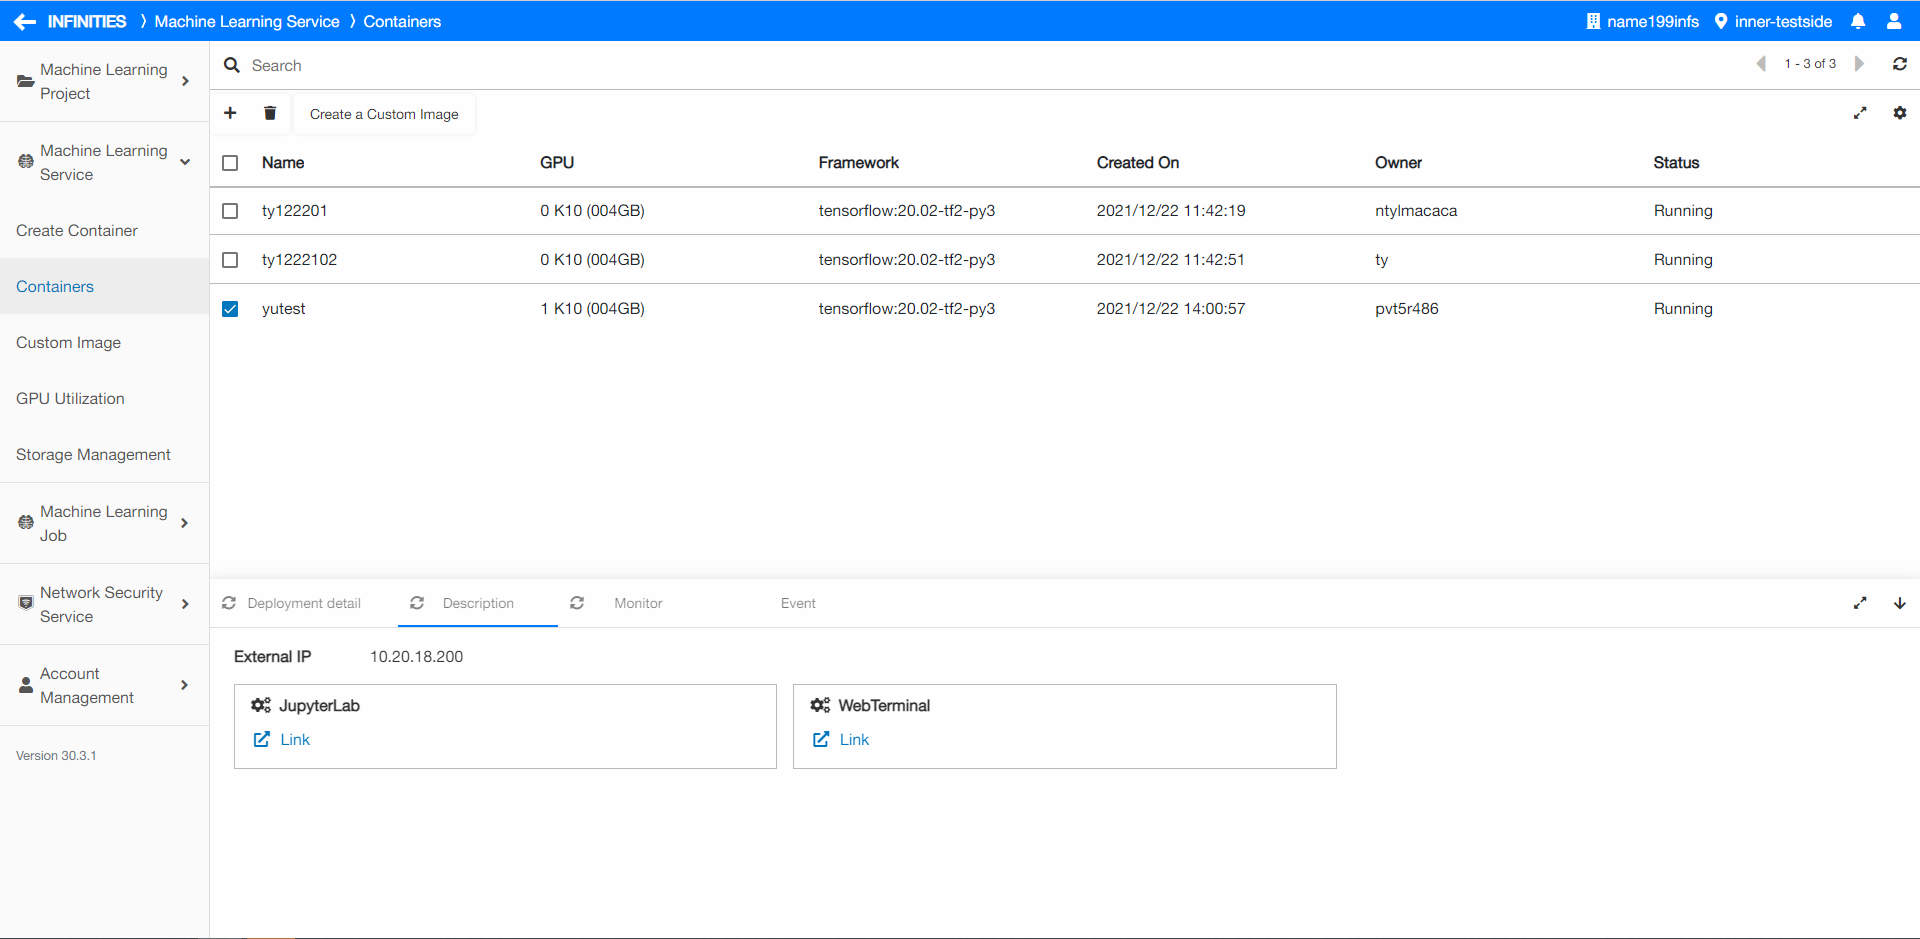 INFINITIES 〉 Machine Learning Service 〉 Containers
name199infs inner-testside
Machine Learning
Project
Machine Learning
Service
Create Container
Containers
Custom Image
GPU Utilization
Storage Management
Machine Learning
Job
Network Security
Service
Account
Management
Version 30.3.1
Search
1 - 3 of 3
Create a Custom Image
Name GPU Framework Created On Owner Status
ty122201 0 K10 (004GB) tensorflow:20.02-tf2-py3 2021/12/22 11:42:19 ntylmacaca Running
ty1222102 0 K10 (004GB) tensorflow:20.02-tf2-py3 2021/12/22 11:42:51 ty Running
yutest 1 K10 (004GB) tensorflow:20.02-tf2-py3 2021/12/22 14:00:57 pvt5r486 Running
Deployment detail Description Monitor Event
External IP 10.20.18.200
JupyterLab
Link
WebTerminal
Link